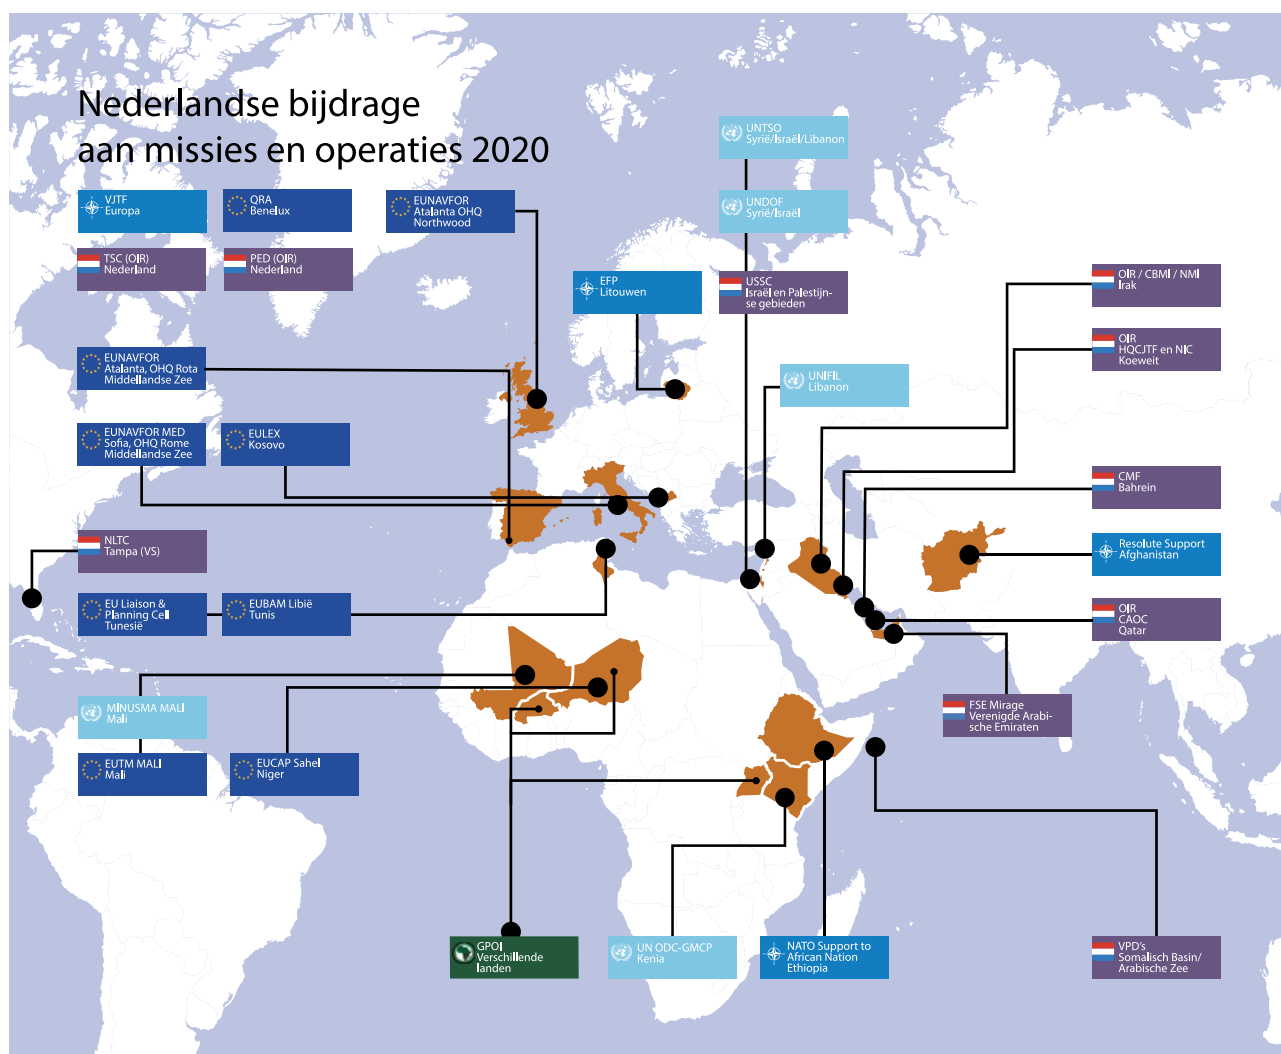 Nederlandse bijdrage
aan missies en operaties 2020
VJTF
Europa
QRA
Benelux
EUNAVFOR
Atalanta OHQ
Northwood
UNTSO
Syrië/Israël/Libanon
UNDOF
Syrië/Israël
TSC (OIR)
Nederland
PED (OIR)
Nederland
EFP
Litouwen
USSC
Israël en Palestijn-
se gebieden
OIR / CBMI / NMI
Irak
OIR
HQCJTF en NIC
Koeweit
EUNAVFOR
Atalanta, OHQ Rota
Middellandse Zee
UNIFIL
Libanon
EUNAVFOR MED
Sofia, OHQ Rome
Middellandse Zee
EULEX
Kosovo
CMF
Bahrein
NLTC
Tampa (VS)
Resolute Support
Afghanistan
EU Liaison &
Planning Cell
Tunesië
EUBAM Libië
Tunis
OIR
CAOC
Qatar
MINUSMA MALI
Mali
FSE Mirage
Verenigde Arabi-
sche Emiraten
EUTM MALI
Mali
EUCAP Sahel
Niger
GPOI
Verschillende
landen
UN ODC-GMCP
Kenia
NATO Support to
African Nation
Ethiopia
VPD's
Somalisch Basin/
Arabische Zee